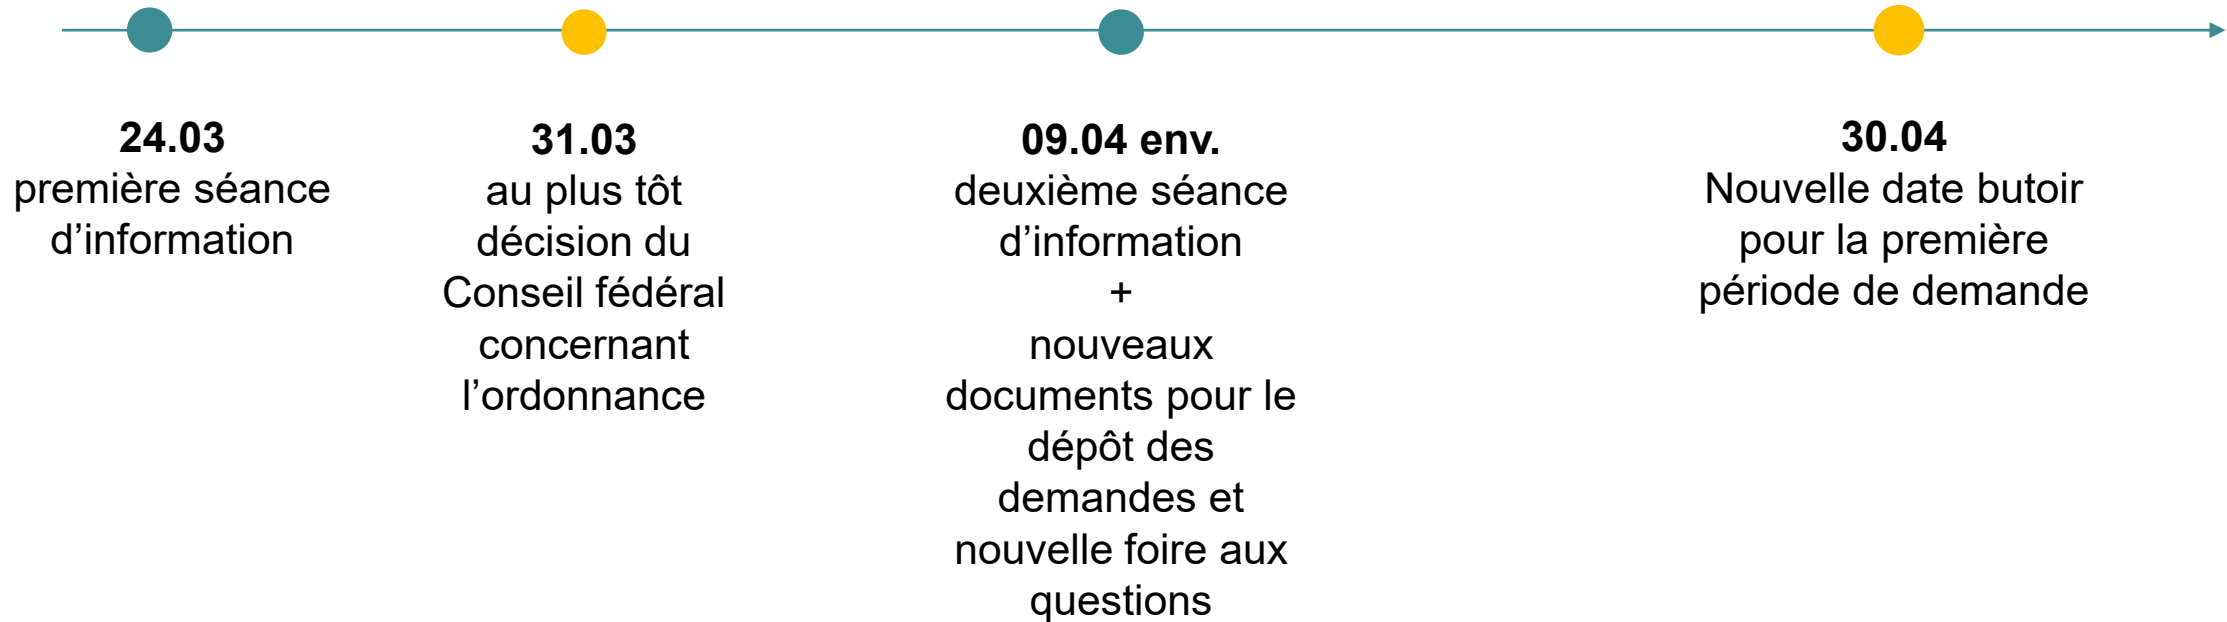 24.03
première séance
d’information
31.03
au plus tôt
décision du
Conseil fédéral
concernant
l’ordonnance
09.04 env.
deuxième séance
d’information
+
nouveaux
documents pour le
dépôt des
demandes et
nouvelle foire aux
questions
30.04
Nouvelle date butoir
pour la première
période de demande